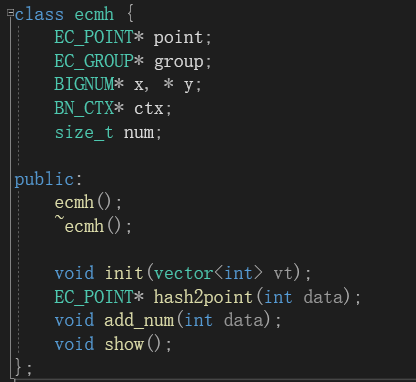 class ecmh {
    EC_POINT* point;
    EC_GROUP* group;
    BIGNUM* x, * y;
    BN_CTX* ctx;
    size_t num;

public:
    ecmh();
    ~ecmh();

    void init(vector<int> vt);
    EC_POINT* hash2point(int data);
    void add_num(int data);
    void show();
};